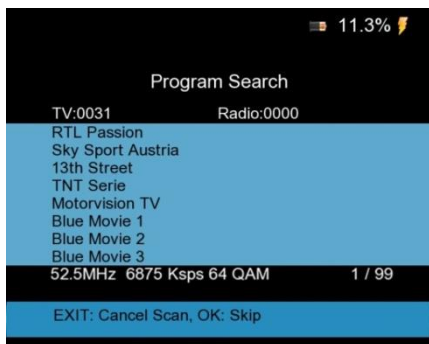 11.3%
Program Search
TV:0031 Radio:0000
RTL Passion
Sky Sport Austria
13th Street
TNT Serie
Motorvision TV
Blue Movie 1
Blue Movie 2
Blue Movie 3
52.5MHz 6875 Ksps 64 QAM 1 / 99
EXIT: Cancel Scan, OK: Skip